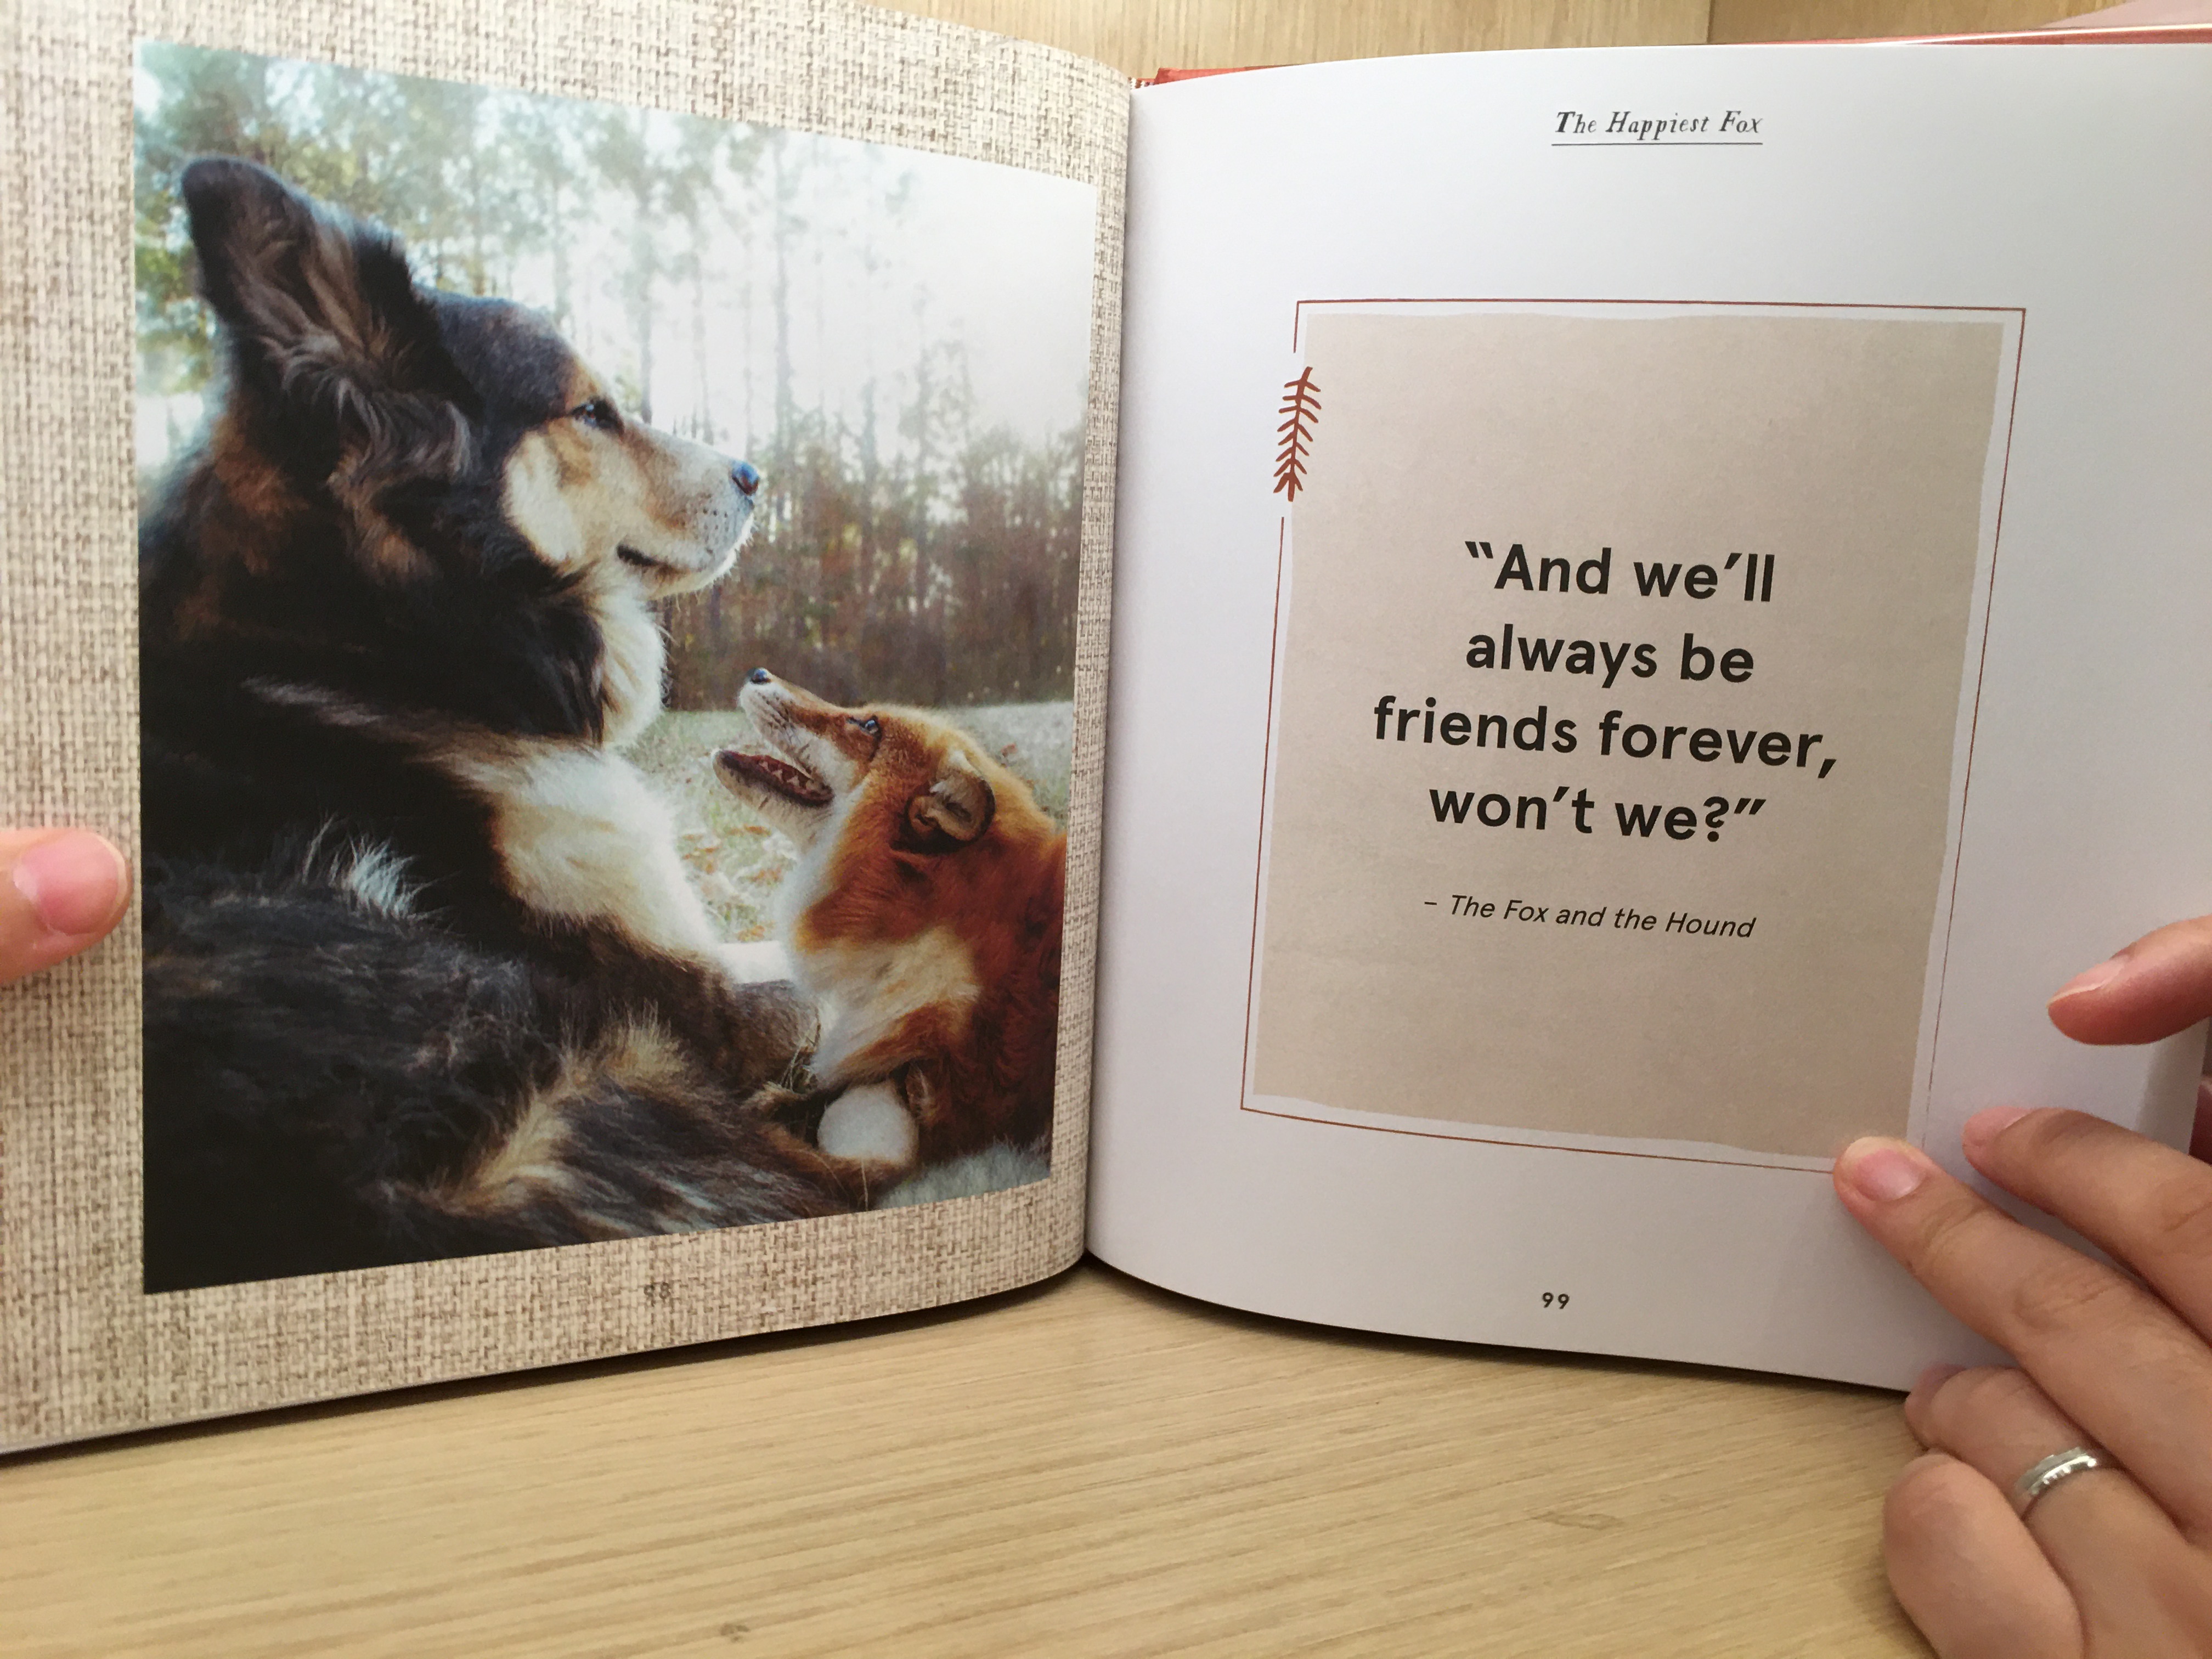 98
The Happiest Fox
“And we’ll
always be
friends forever,
won’t we?”
– The Fox and the Hound
99